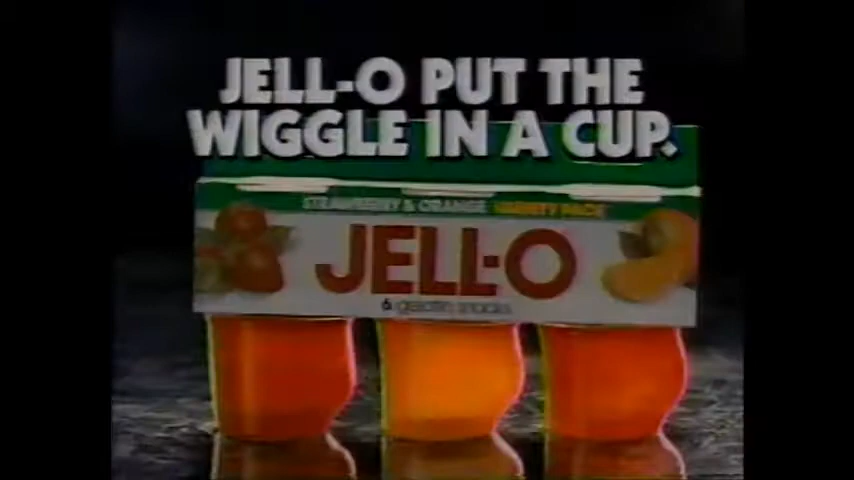 JELL-O PUT THE
WIGGLE IN A CUP.
STRAWBERRY & ORANGE VARIETY PACK
JELL-O
6 gelatin snacks